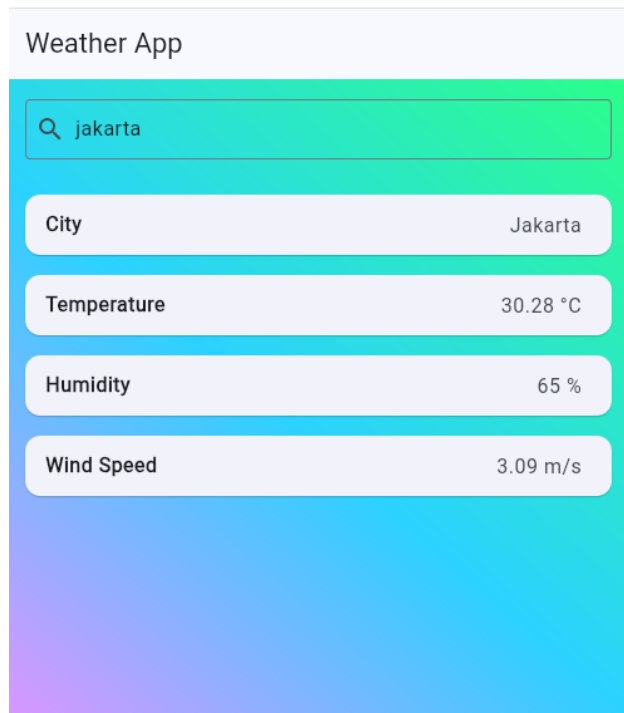 Weather App
jakarta
City Jakarta
Temperature 30.28 °C
Humidity 65 %
Wind Speed 3.09 m/s